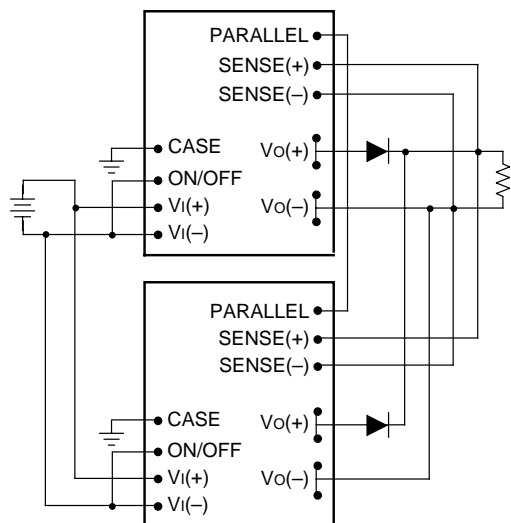 PARALLEL
SENSE(+)
SENSE(–)
CASE
VO(+)
ON/OFF
VI(+)
VO(–)
VI(–)
PARALLEL
SENSE(+)
SENSE(–)
CASE
VO(+)
ON/OFF
VI(+)
VO(–)
VI(–)